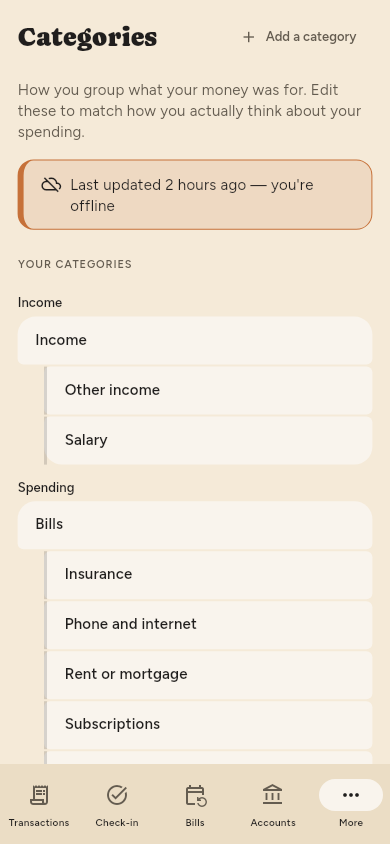 Categories
Add a category
How you group what your money was for. Edit
these to match how you actually think about your
spending.
Last updated 2 hours ago — you're
offline
YOUR CATEGORIES
Income
Income
Other income
Salary
Spending
Bills
Insurance
Phone and internet
Rent or mortgage
Subscriptions
Transactions
Check-in
Bills
Accounts
More